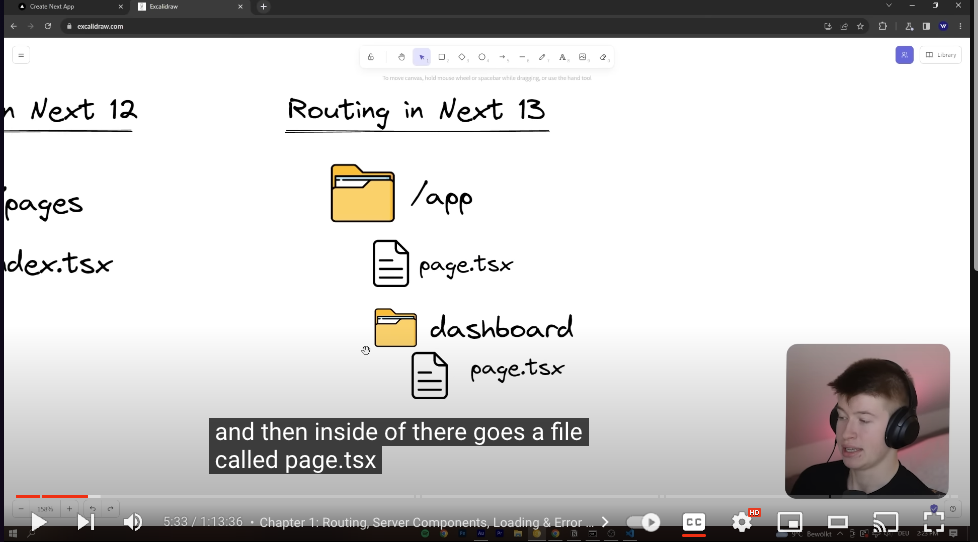 Create Next App
Excalidraw
excalidraw.com
To move canvas, hold mouse wheel or spacebar while dragging, or use the hand tool
Library
n Next 12
Routing in Next 13
/app
pages
page.tsx
dex.tsx
dashboard
page.tsx
and then inside of there goes a file
called page.tsx
5:33 / 1:13:36 • Chapter 1: Routing, Server Components, Loading & Error ...
CC
HD